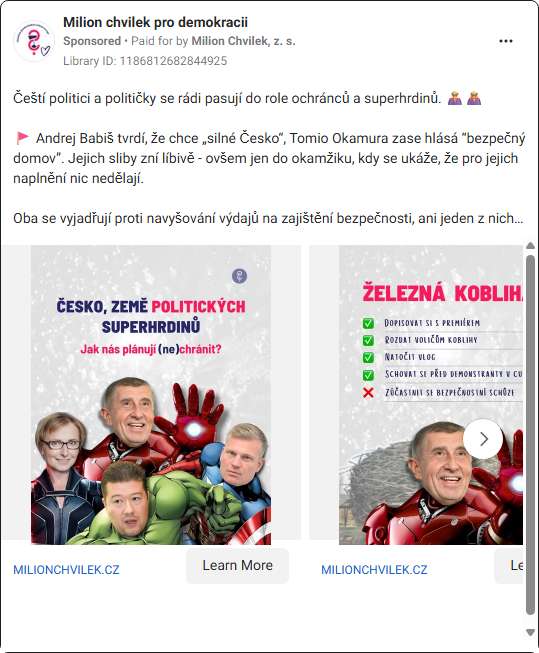 Milion chvilek pro demokracii
Sponsored • Paid for by Milion Chvilek, z. s.
Library ID: 1186812682844925
Čeští politici a političky se rádi pasují do role ochránců a superhrdinů.
Andrej Babiš tvrdí, že chce „silné Česko“, Tomio Okamura zase hlásá “bezpečný
domov”. Jejich sliby zní líbivě - ovšem jen do okamžiku, kdy se ukáže, že pro jejich
naplnění nic nedělají.
Oba se vyjadřují proti navyšování výdajů na zajištění bezpečnosti, ani jeden z nich...
ČESKO, ZEMĚ POLITICKÝCH
SUPERHRDINŮ
Jak nás plánují (ne)chránit?
MILIONCHVILEK.CZ
Learn More
ŽELEZNÁ KOBLIHA
DOPISOVAT SI S PREMIÉREM
ROZDAT VOLIČŮM KOBLIHY
NATOČIT VLOG
SCHOVAT SE PŘED DEMONSTRANTY V CU
ZÚČASTNIT SE BEZPEČNOSTNÍ SCHŮZE
MILIONCHVILEK.CZ
Le